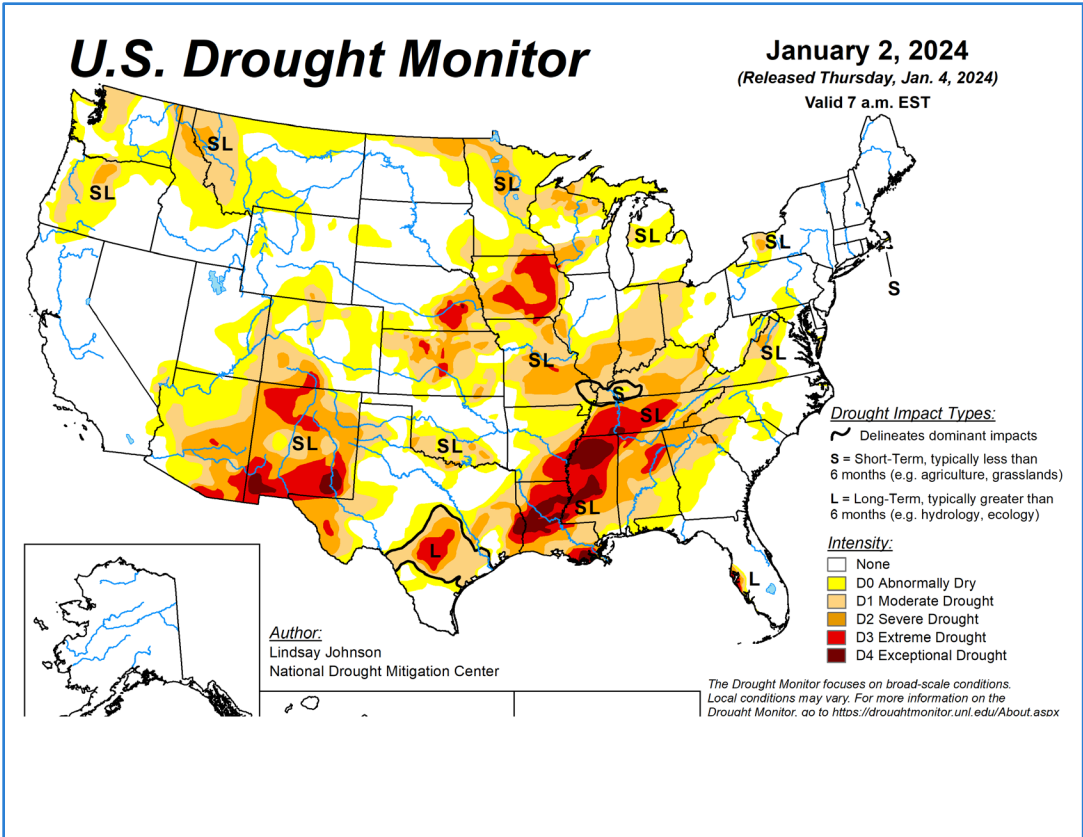 U.S. Drought Monitor
January 2, 2024
(Released Thursday, Jan. 4, 2024)
Valid 7 a.m. EST
SL
SL
SL
SL
SL
S
SL
SL
S
SL
SL
SL
SL
L
L
Drought Impact Types:
Delineates dominant impacts
S = Short-Term, typically less than
6 months (e.g. agriculture, grasslands)
L = Long-Term, typically greater than
6 months (e.g. hydrology, ecology)
Intensity:
None
D0 Abnormally Dry
D1 Moderate Drought
D2 Severe Drought
D3 Extreme Drought
D4 Exceptional Drought
Author:
Lindsay Johnson
National Drought Mitigation Center
The Drought Monitor focuses on broad-scale conditions.
Local conditions may vary. For more information on the
Drought Monitor, go to https://droughtmonitor.unl.edu/About.aspx